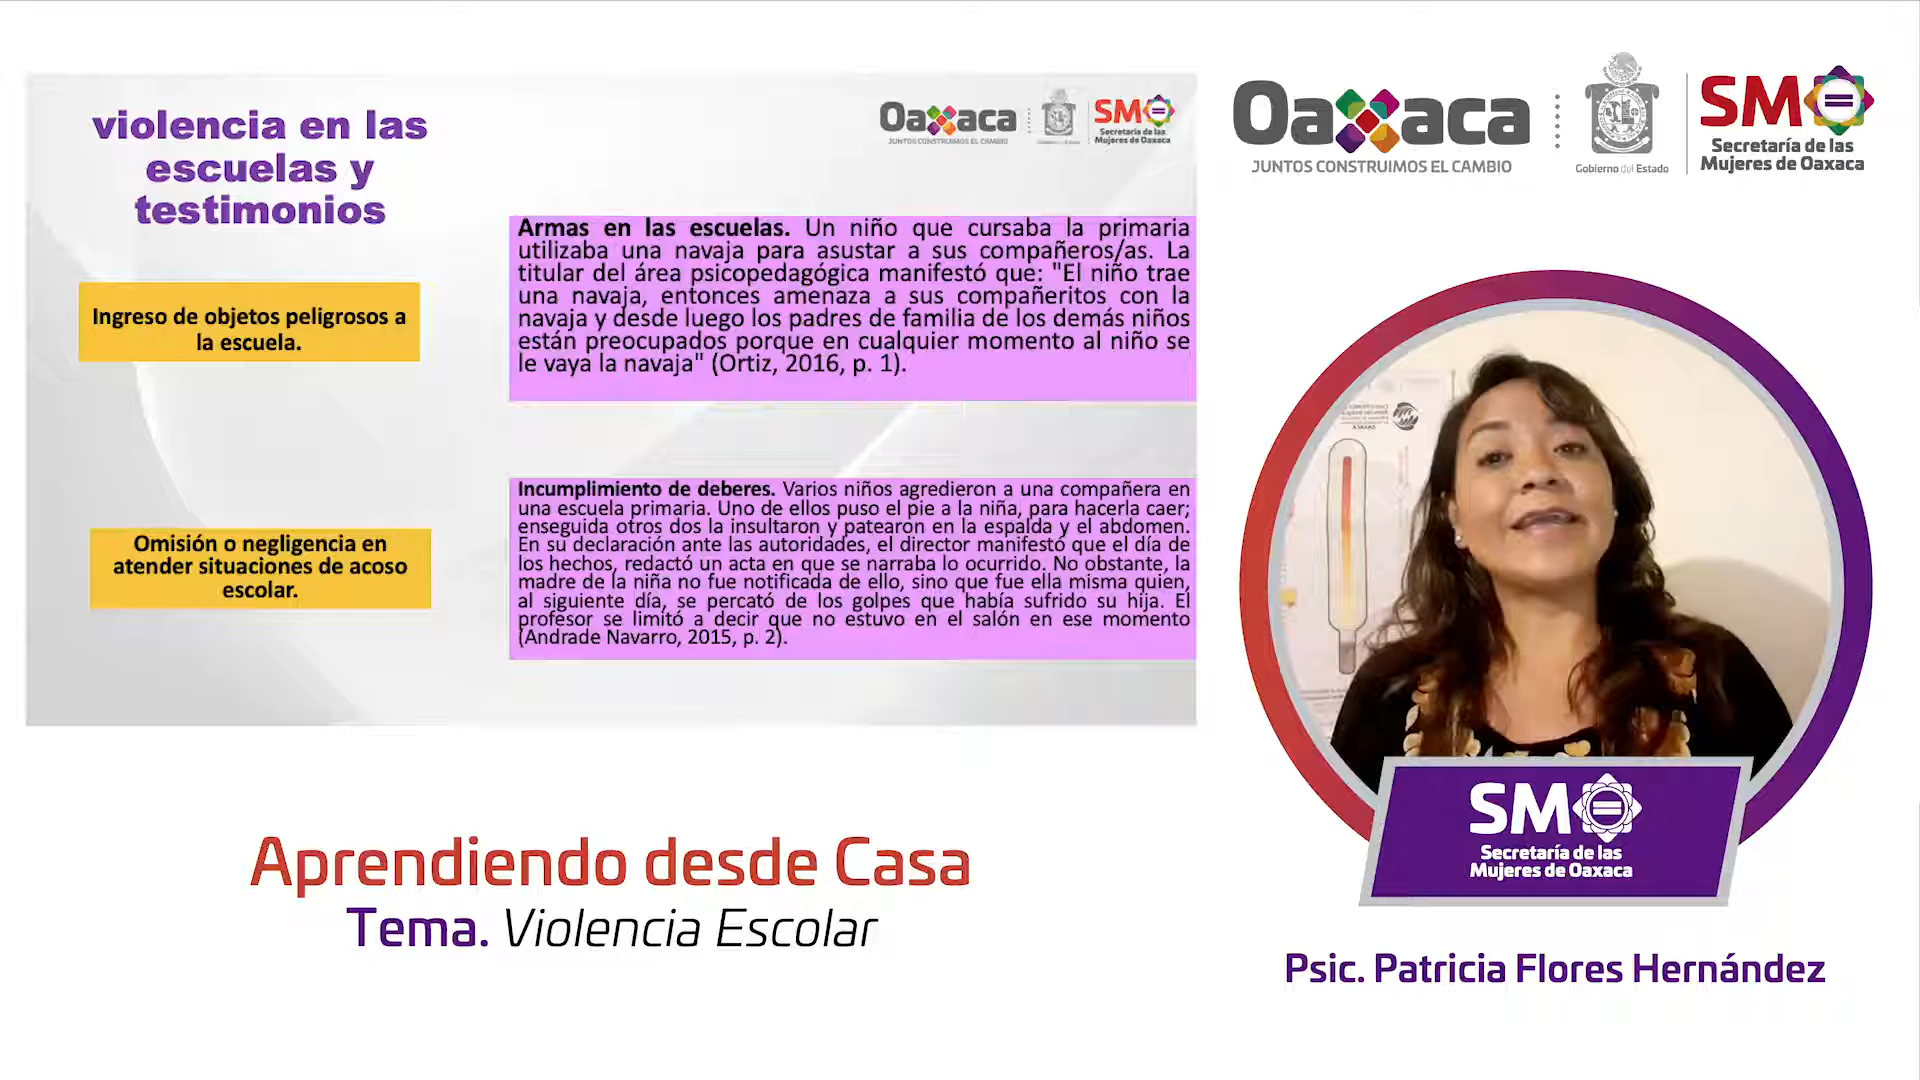 violencia en las
escuelas y
testimonios
Oaxaca
JUNTOS CONSTRUIMOS EL CAMBIO
SM
Secretaría de las
Mujeres de Oaxaca
Ingreso de objetos peligrosos a
la escuela.
Armas en las escuelas. Un niño que cursaba la primaria
utilizaba una navaja para asustar a sus compañeros/as. La
titular del área psicopedagógica manifestó que: "El niño trae
una navaja, entonces amenaza a sus compañeritos con la
navaja y desde luego los padres de familia de los demás niños
están preocupados porque en cualquier momento al niño se
le vaya la navaja" (Ortiz, 2016, p. 1).
Omisión o negligencia en
atender situaciones de acoso
escolar.
Incumplimiento de deberes. Varios niños agredieron a una compañera en
una escuela primaria. Uno de ellos puso el pie a la niña, para hacerla caer;
enseguida otros dos la insultaron y patearon en la espalda y el abdomen.
En su declaración ante las autoridades, el director manifestó que el día de
los hechos, redactó un acta en que se narraba lo ocurrido. No obstante, la
madre de la niña no fue notificada de ello, sino que fue ella misma quien,
al siguiente día, se percató de los golpes que había sufrido su hija. El
profesor se limitó a decir que no estuvo en el salón en ese momento
(Andrade Navarro, 2015, p. 2).
Oaxaca
JUNTOS CONSTRUIMOS EL CAMBIO
Gobierno del Estado
SM
Secretaría de las
Mujeres de Oaxaca
SM
Secretaría de las
Mujeres de Oaxaca
Aprendiendo desde Casa
Tema. Violencia Escolar
Psic. Patricia Flores Hernández